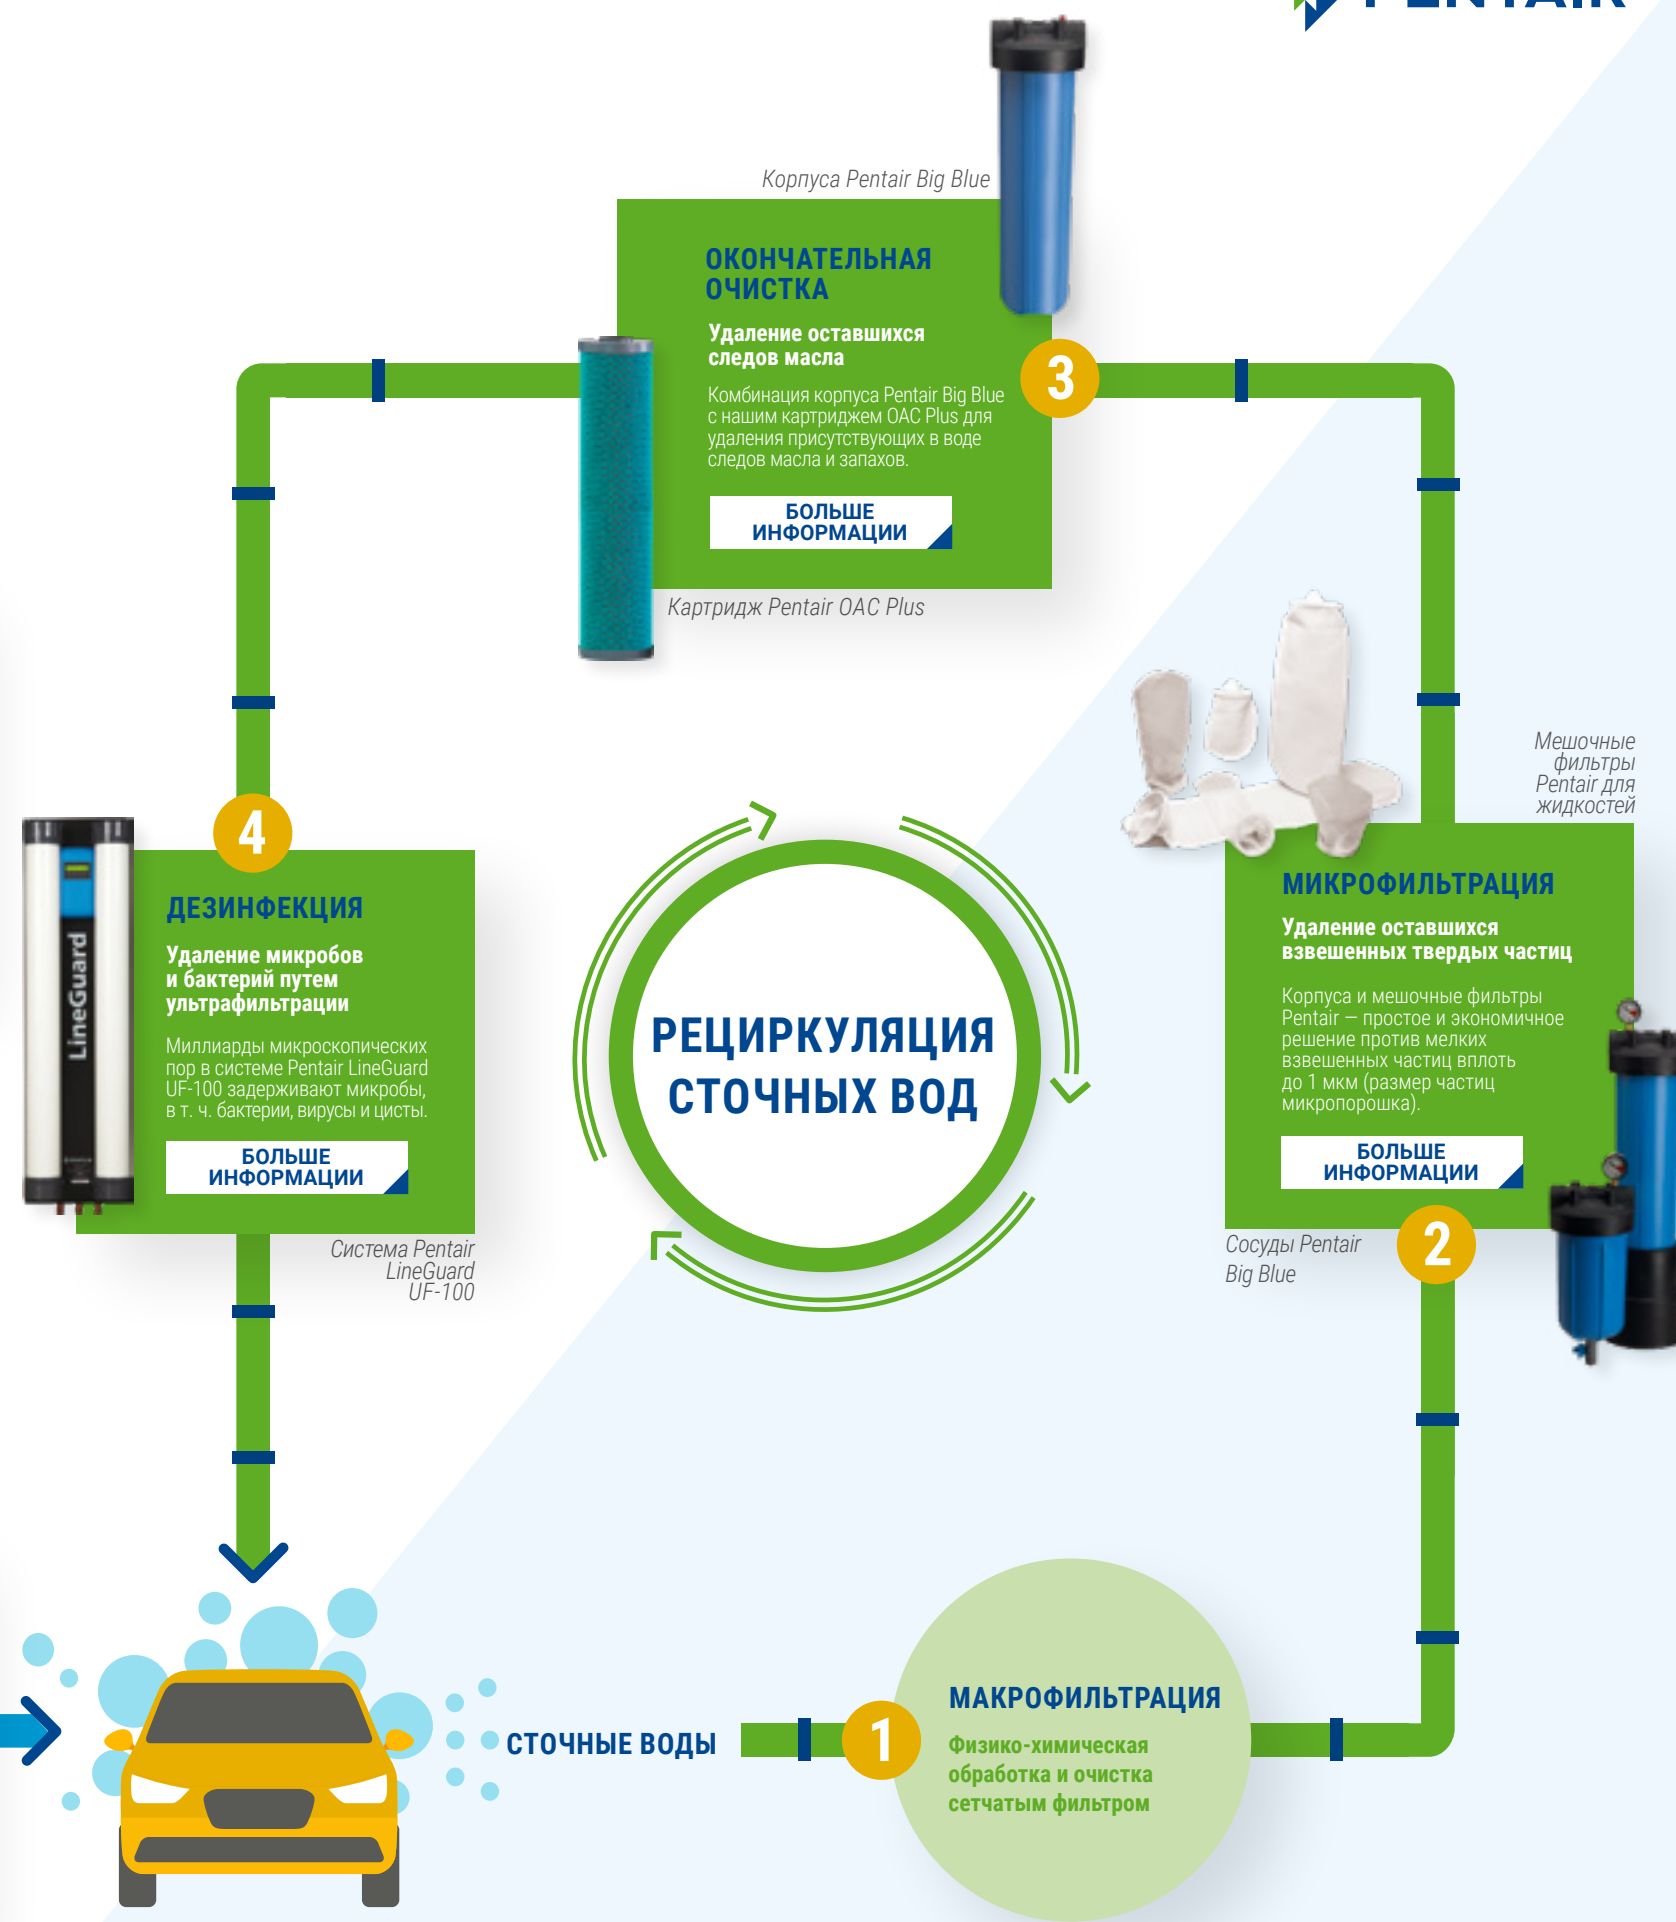 PENTAIR
Корпуса Pentair Big Blue
ОКОНЧАТЕЛЬНАЯ
ОЧИСТКА
Удаление оставшихся
следов масла
Комбинация корпуса Pentair Big Blue
с нашим картриджем OAC Plus для
удаления присутствующих в воде
следов масла и запахов.
БОЛЬШЕ
ИНФОРМАЦИИ
3
Картридж Pentair OAC Plus
Мешочные
фильтры
Pentair для
жидкостей
МИКРОФИЛЬТРАЦИЯ
Удаление оставшихся
взвешенных твердых частиц
Корпуса и мешочные фильтры
Pentair — простое и экономичное
решение против мелких
взвешенных частиц вплоть
до 1 мкм (размер частиц
микропорошка).
БОЛЬШЕ
ИНФОРМАЦИИ
2
Сосуды Pentair
Big Blue
4
LineGuard
ДЕЗИНФЕКЦИЯ
Удаление микробов
и бактерий путем
ультрафильтрации
Миллиарды микроскопических
пор в системе Pentair LineGuard
UF-100 задерживают микробы,
в т. ч. бактерии, вирусы и цисты.
БОЛЬШЕ
ИНФОРМАЦИИ
Система Pentair
LineGuard
UF-100
РЕЦИРКУЛЯЦИЯ
СТОЧНЫХ ВОД
СТОЧНЫЕ ВОДЫ
1
МАКРОФИЛЬТРАЦИЯ
Физико-химическая
обработка и очистка
сетчатым фильтром